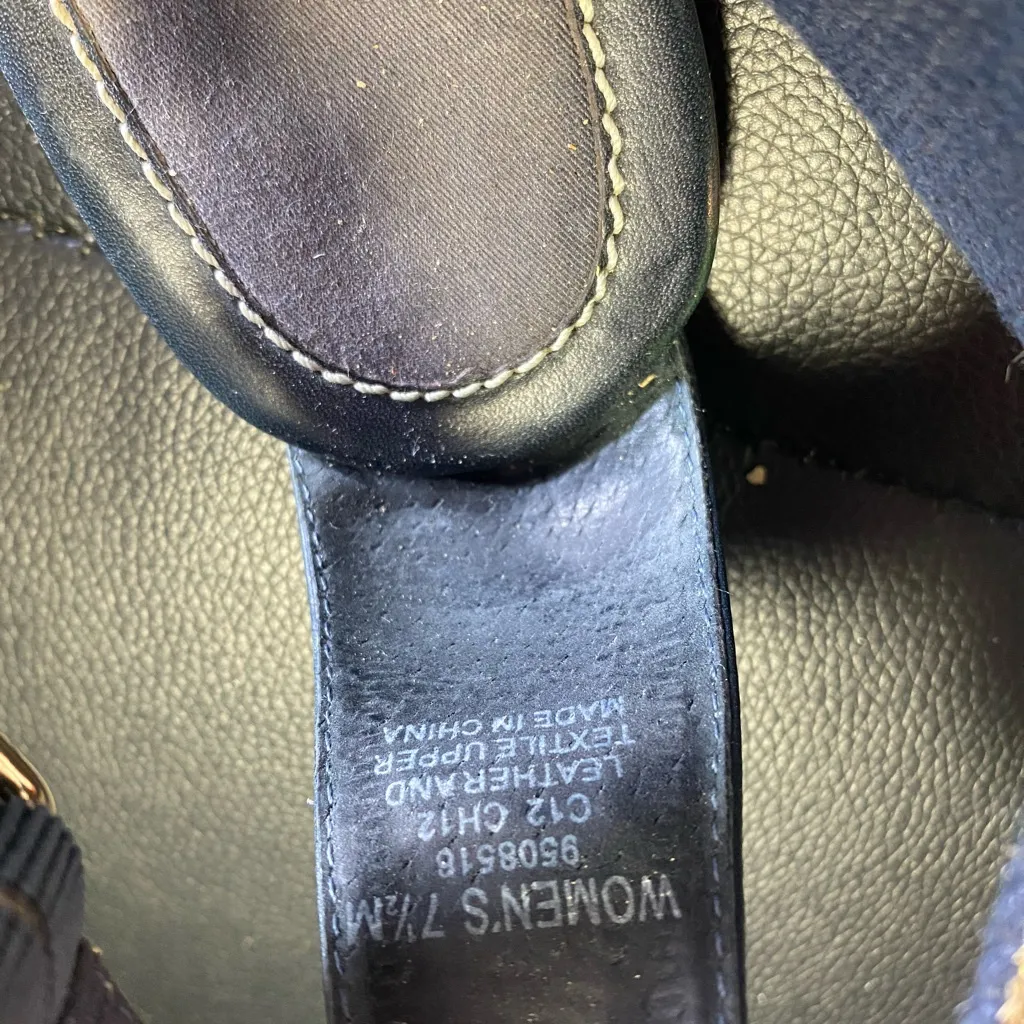 WOMEN'S 7½M
9508518
C12 CH12
LEATHERAND
TEXTILE UPPER
MADE IN CHINA